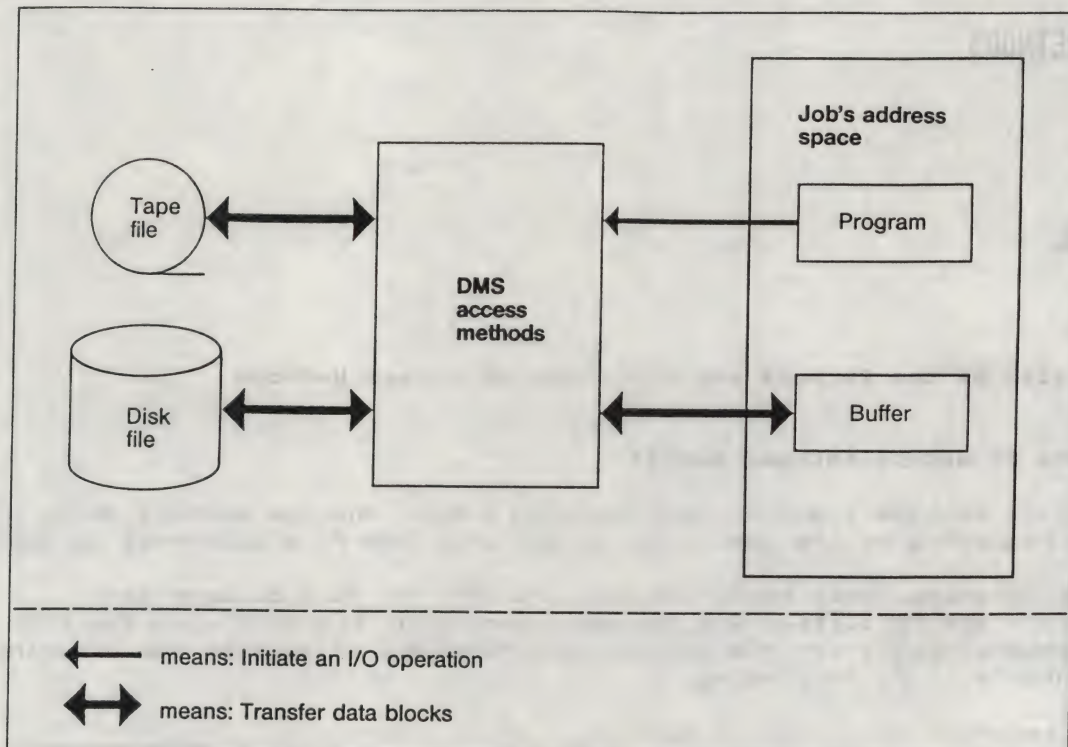 Job's address
space
Tape
file
Program
DMS
access
methods
Disk
file
Buffer
means: Initiate an I/O operation
means: Transfer data blocks